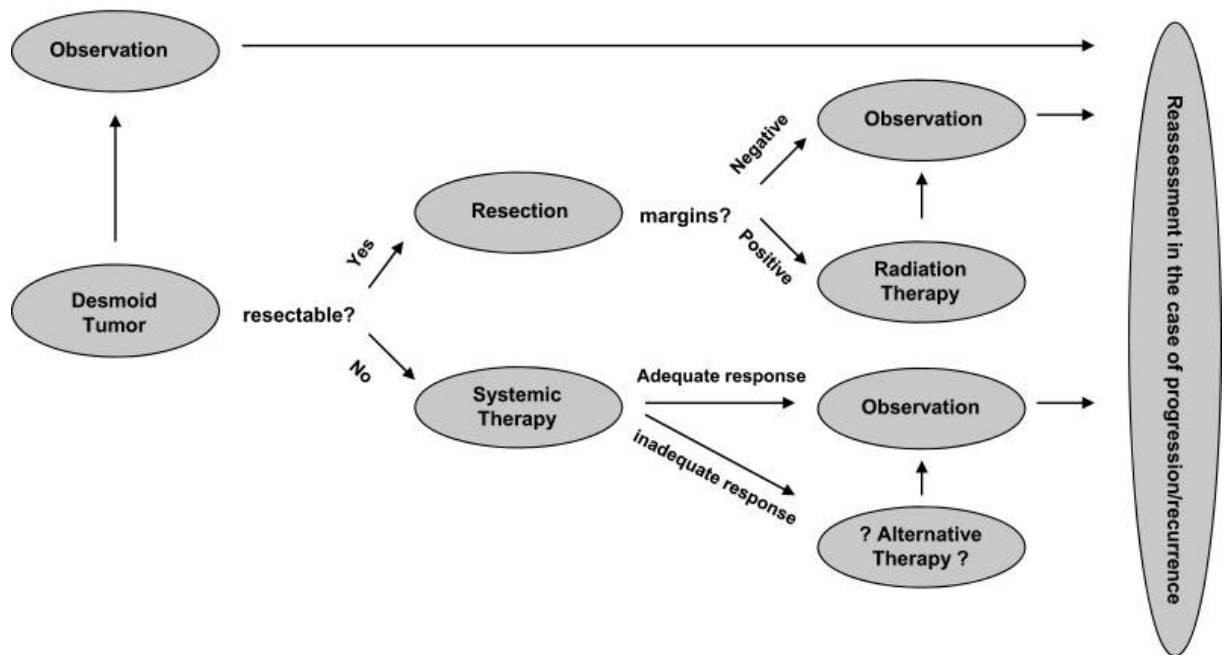 Observation
Desmoid
Tumor
resectable?
Yes
No
Resection
Systemic
Therapy
margins?
Negative
Positive
Observation
Radiation
Therapy
Adequate response
inadequate response
Observation
? Alternative
Therapy ?
Reassessment in the case of progression/recurrence